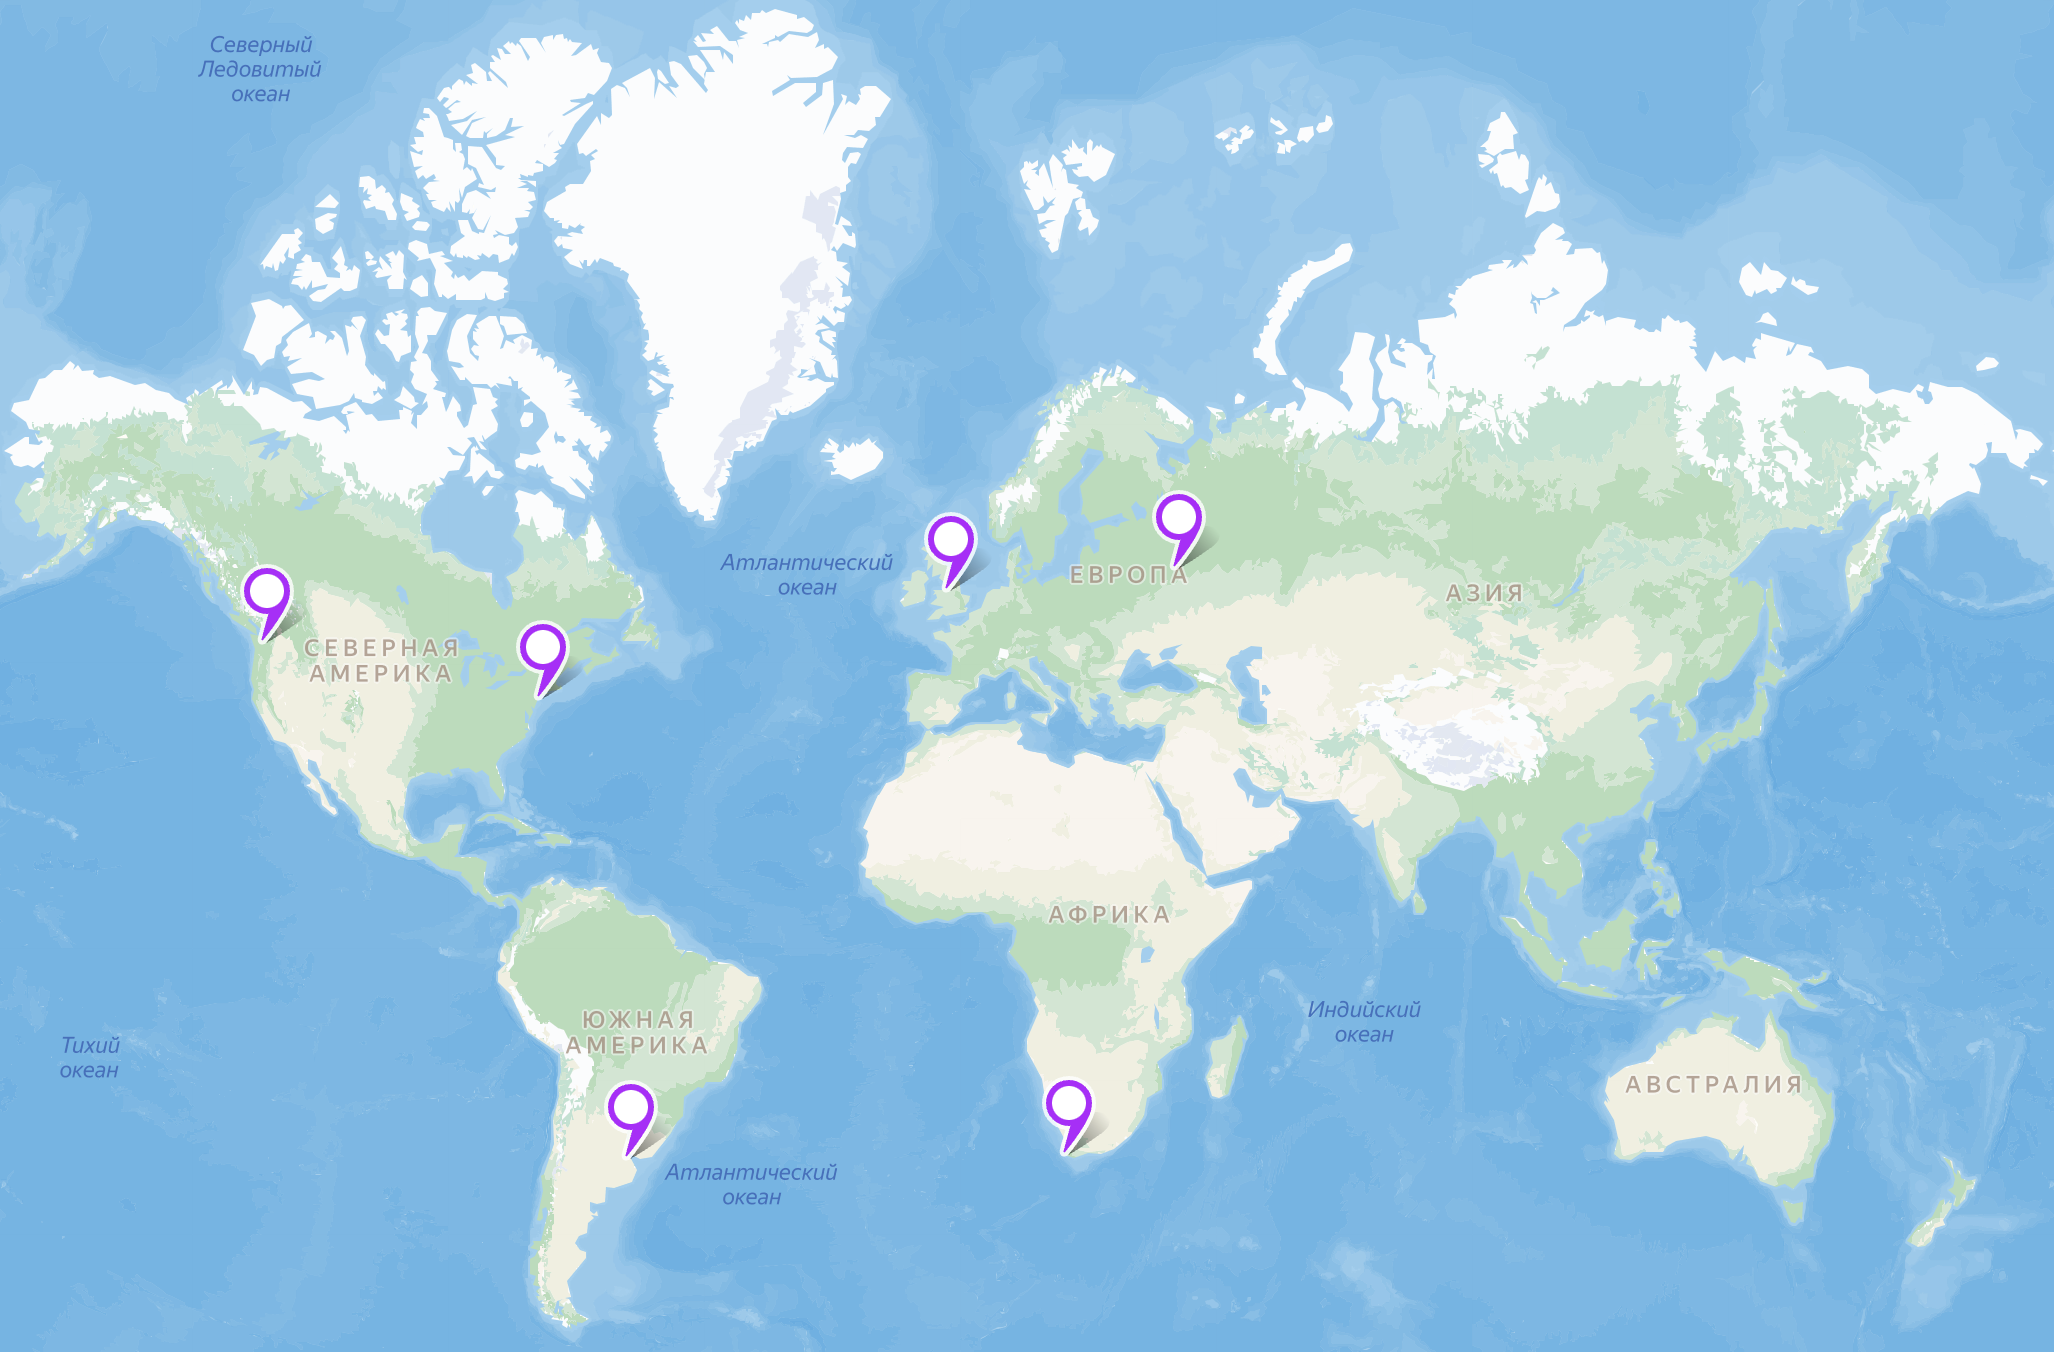 Северный
Ледовитый
океан
Атлантический
океан
ЕВРОПА
АЗИЯ
СЕВЕРНАЯ
АМЕРИКА
АФРИКА
ЮЖНАЯ
АМЕРИКА
Индийский
океан
Тихий
океан
АВСТРАЛИЯ
Атлантический
океан